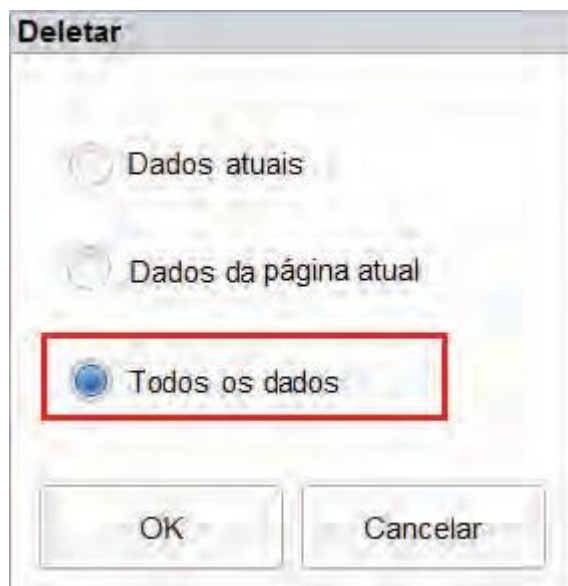 Deletar
Dados atuais
Dados da página atual
Todos os dados
OK Cancelar